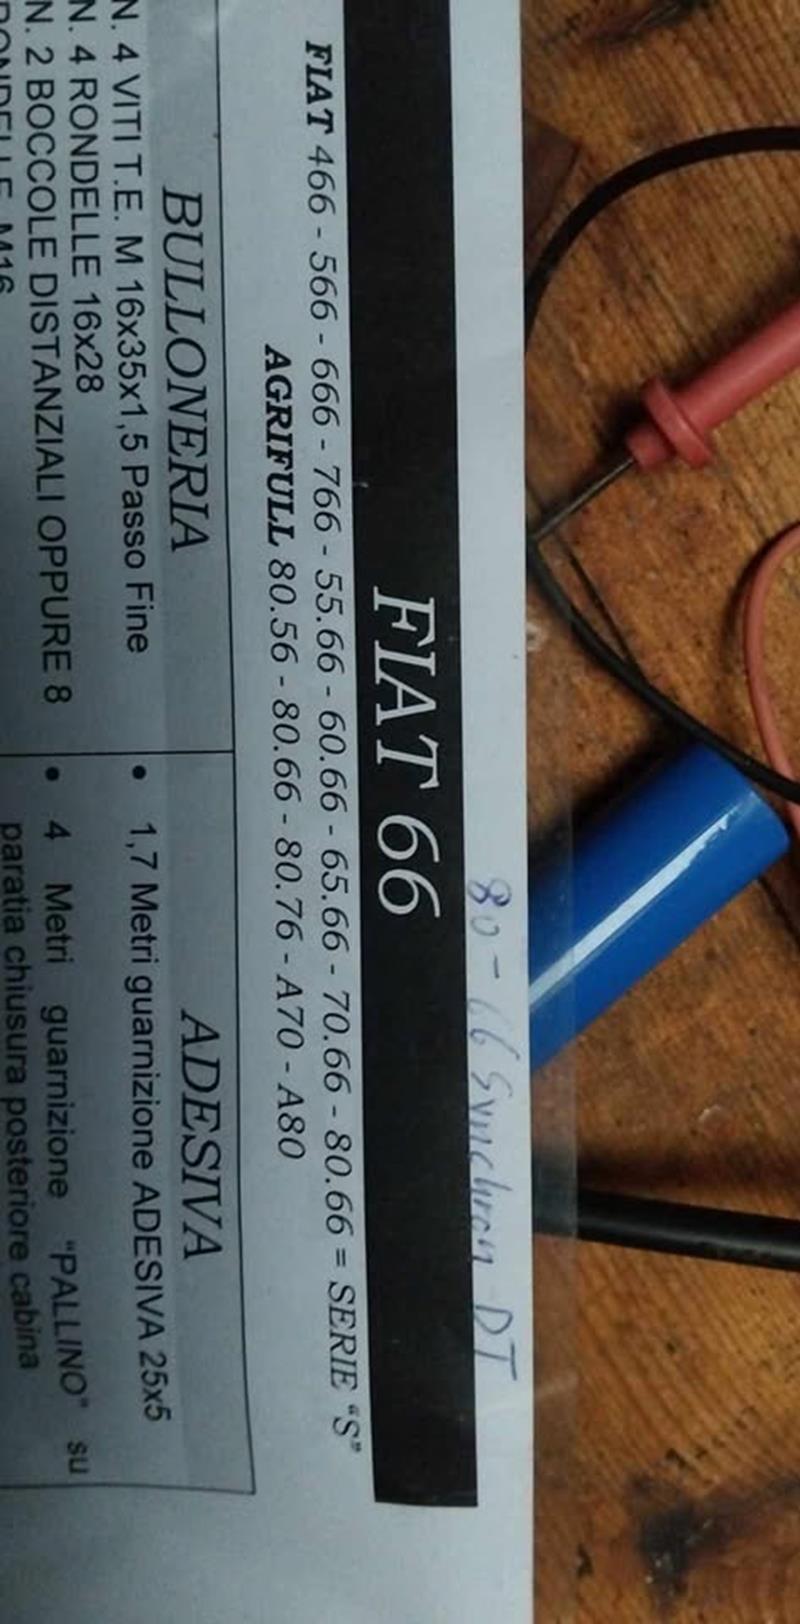 80-66 Synchron DT
FIAT 66
FIAT 466 - 566 - 666 - 766 - 55.66 - 60.66 - 65.66 - 70.66 - 80.66 = SERIE “S”
AGRIFULL 80.56 - 80.66 - 80.76 - A70 - A80
BULLONERIA
N. 4 VITI T.E. M 16x35x1,5 Passo Fine
N. 4 RONDELLE 16x28
N. 2 BOCCOLE DISTANZIALI OPPURE 8
RONDELLE M16
ADESIVA
• 1,7 Metri guarnizione ADESIVA 25x5
• 4 Metri guarnizione “PALLINO” su
paratia chiusura posteriore cabina